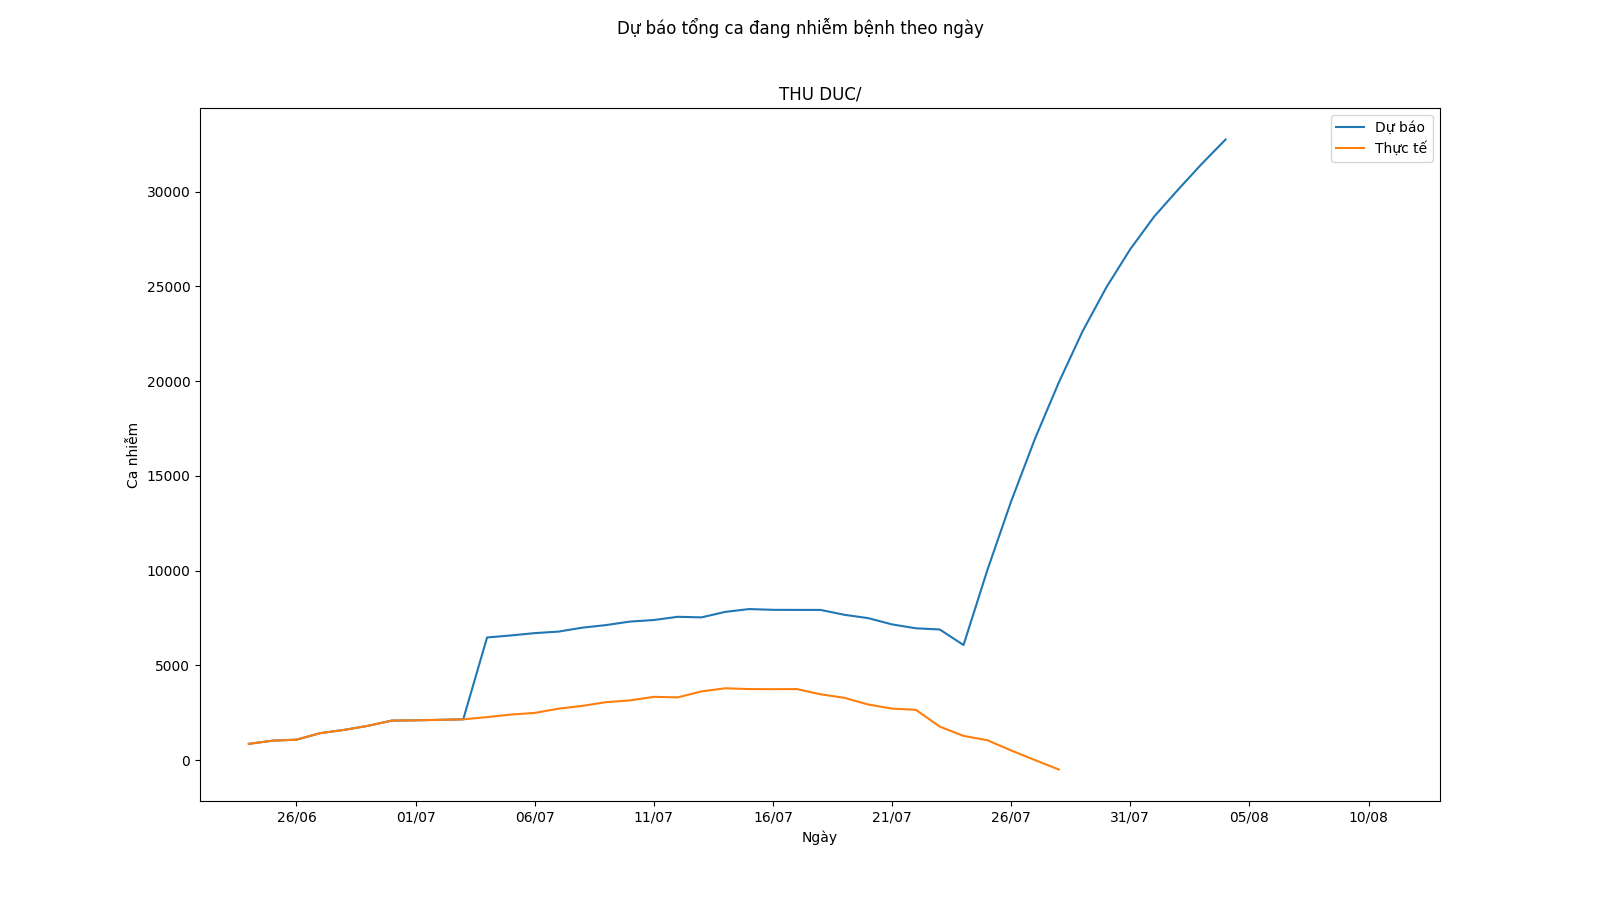 Dự báo tổng ca đang nhiễm bệnh theo ngày
THU DUC/
Dự báo
Thực tế
30000
25000
20000
15000
10000
5000
0
Ca nhiễm
26/06 01/07 06/07 11/07 16/07 21/07 26/07 31/07 05/08 10/08
Ngày